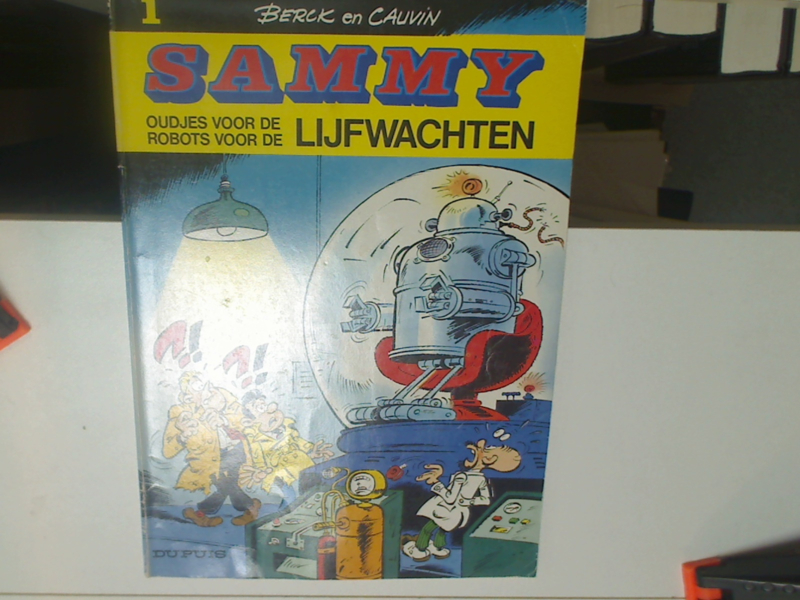 1
BERCK en CAUVIN
SAMMY
OUDJES VOOR DE
ROBOTS VOOR DE
LIJFWACHTEN
?!
?!
DUPUIS